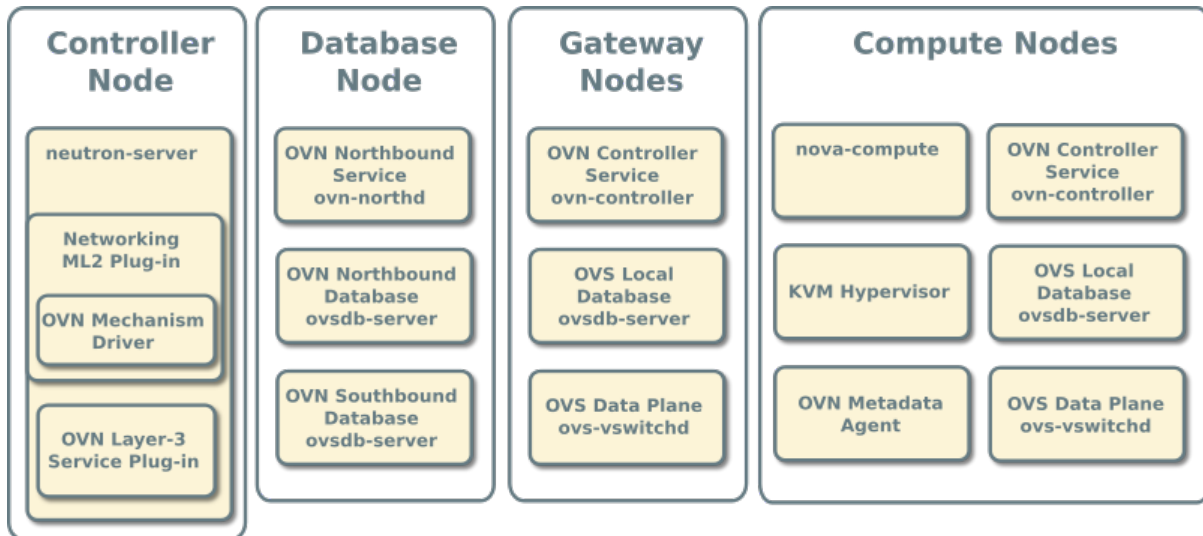 Controller
Node
neutron-server
Networking
ML2 Plug-in
OVN Mechanism
Driver
OVN Layer-3
Service Plug-in
Database
Node
OVN Northbound
Service
ovn-northd
OVN Northbound
Database
ovsdb-server
OVN Southbound
Database
ovsdb-server
Gateway
Nodes
OVN Controller
Service
ovn-controller
OVS Local
Database
ovsdb-server
OVS Data Plane
ovs-vswitchd
Compute Nodes
nova-compute
OVN Controller
Service
ovn-controller
KVM Hypervisor
OVS Local
Database
ovsdb-server
OVN Metadata
Agent
OVS Data Plane
ovs-vswitchd